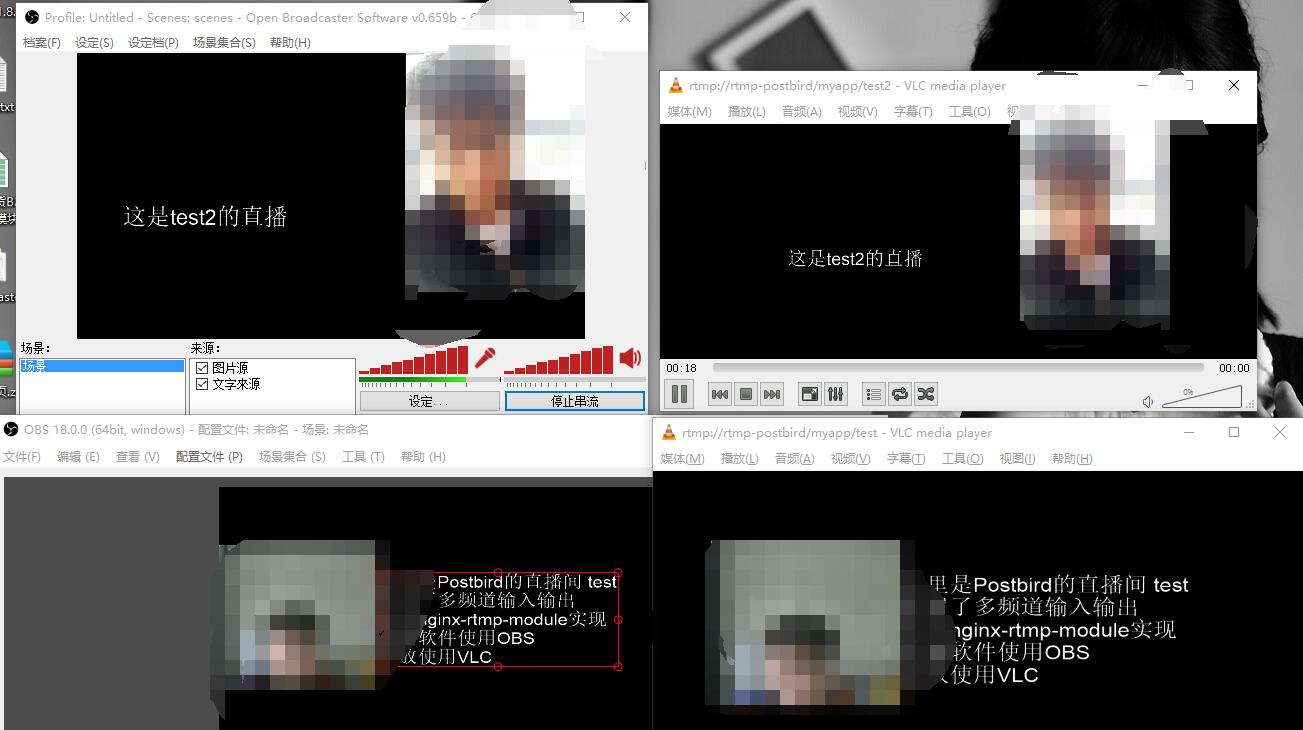 Profile: Untitled - Scenes: scenes - Open Broadcaster Software v0.659b -
档案(F) 设定(S) 设定档(P) 场景集合(S) 帮助(H)
这是test2的直播
场景:
场景
来源:
图片源
文字來源
设定...
停止串流
rtmp://rtmp-postbird/myapp/test2 - VLC media player
媒体(M) 播放(L) 音频(A) 视频(V) 字幕(T) 工具(O) 视
这是test2的直播
00:18
00:00
0%
OBS 18.0.0 (64bit, windows) - 配置文件: 未命名 - 场景: 未命名
文件(F) 编辑 (E) 查看 (V) 配置文件 (P) 场景集合 (S) 工具 (T) 帮助 (H)
Postbird的直播间 test
多频道输入输出
nginx-rtmp-module实现
软件使用OBS
使用VLC
rtmp://rtmp-postbird/myapp/test - VLC media player
媒体(M) 播放(L) 音频(A) 视频(V) 字幕(T) 工具(O) 视图(I) 帮助(H)
里是Postbird的直播间 test
了多频道输入输出
nginx-rtmp-module实现
软件使用OBS
使用VLC
txt